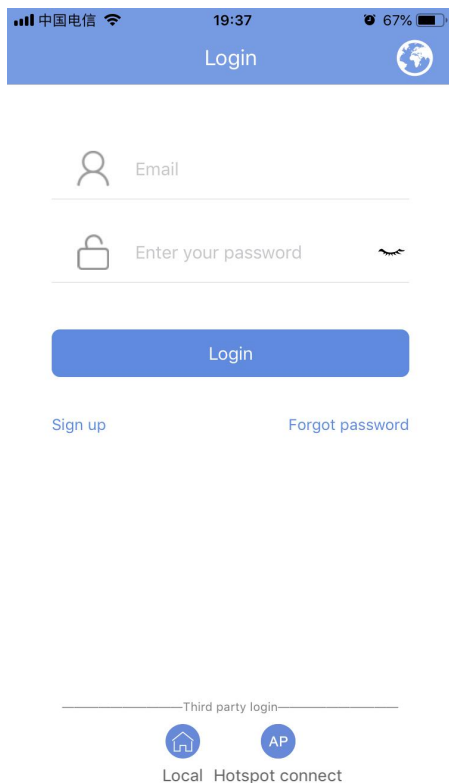 中国电信 19:37 67%
Login
Email
Enter your password
Login
Sign up Forgot password
Third party login
AP
Local Hotspot connect